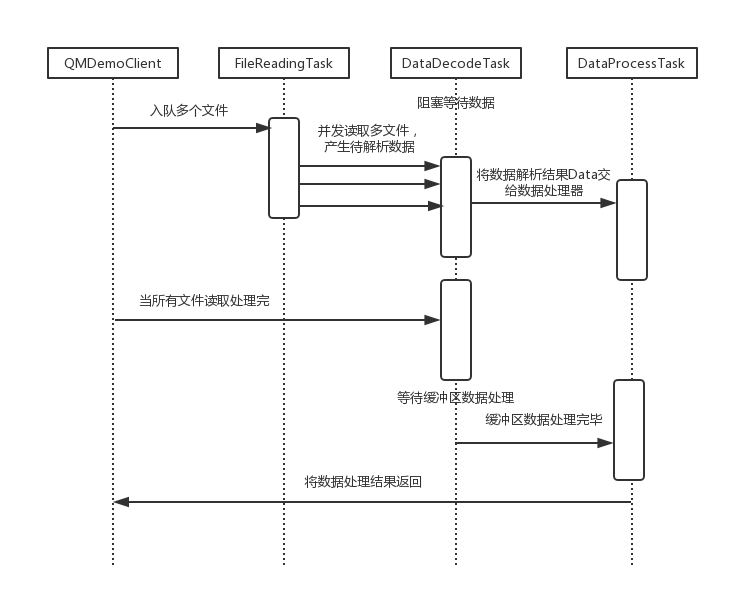 QMDemoClient
FileReadingTask
DataDecodeTask
DataProcessTask
阻塞等待数据
入队多个文件
并发读取多文件，
产生待解析数据
将数据解析结果Data交
给数据处理器
当所有文件读取处理完
等待缓冲区数据处理
缓冲区数据处理完毕
将数据处理结果返回